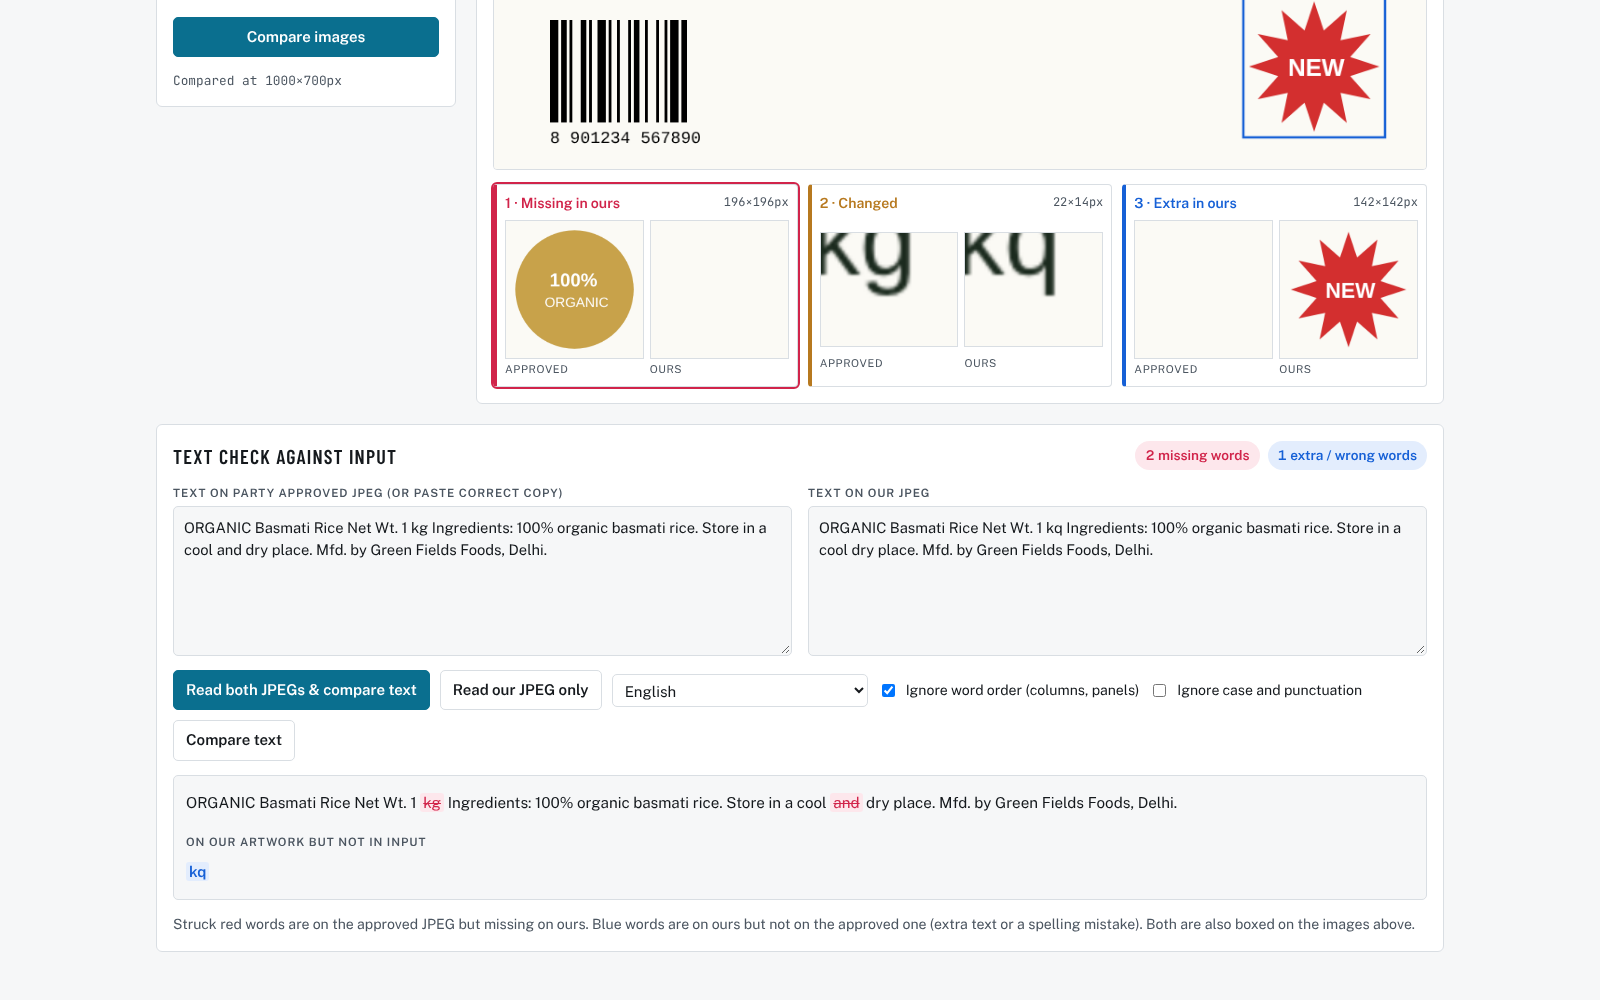 Compare images
Compared at 1000×700px
8 901234 567890
NEW
1 · Missing in ours
196×196px
100%
ORGANIC
APPROVED
OURS
2 · Changed
22×14px
kg
kq
APPROVED
OURS
3 · Extra in ours
142×142px
NEW
APPROVED
OURS
TEXT CHECK AGAINST INPUT
2 missing words
1 extra / wrong words
TEXT ON PARTY APPROVED JPEG (OR PASTE CORRECT COPY)
ORGANIC Basmati Rice Net Wt. 1 kg Ingredients: 100% organic basmati rice. Store in a
cool and dry place. Mfd. by Green Fields Foods, Delhi.
TEXT ON OUR JPEG
ORGANIC Basmati Rice Net Wt. 1 kq Ingredients: 100% organic basmati rice. Store in a
cool dry place. Mfd. by Green Fields Foods, Delhi.
Read both JPEGs & compare text
Read our JPEG only
English
Ignore word order (columns, panels)
Ignore case and punctuation
Compare text
ORGANIC Basmati Rice Net Wt. 1 kg Ingredients: 100% organic basmati rice. Store in a cool and dry place. Mfd. by Green Fields Foods, Delhi.
ON OUR ARTWORK BUT NOT IN INPUT
kq
Struck red words are on the approved JPEG but missing on ours. Blue words are on ours but not on the approved one (extra text or a spelling mistake). Both are also boxed on the images above.